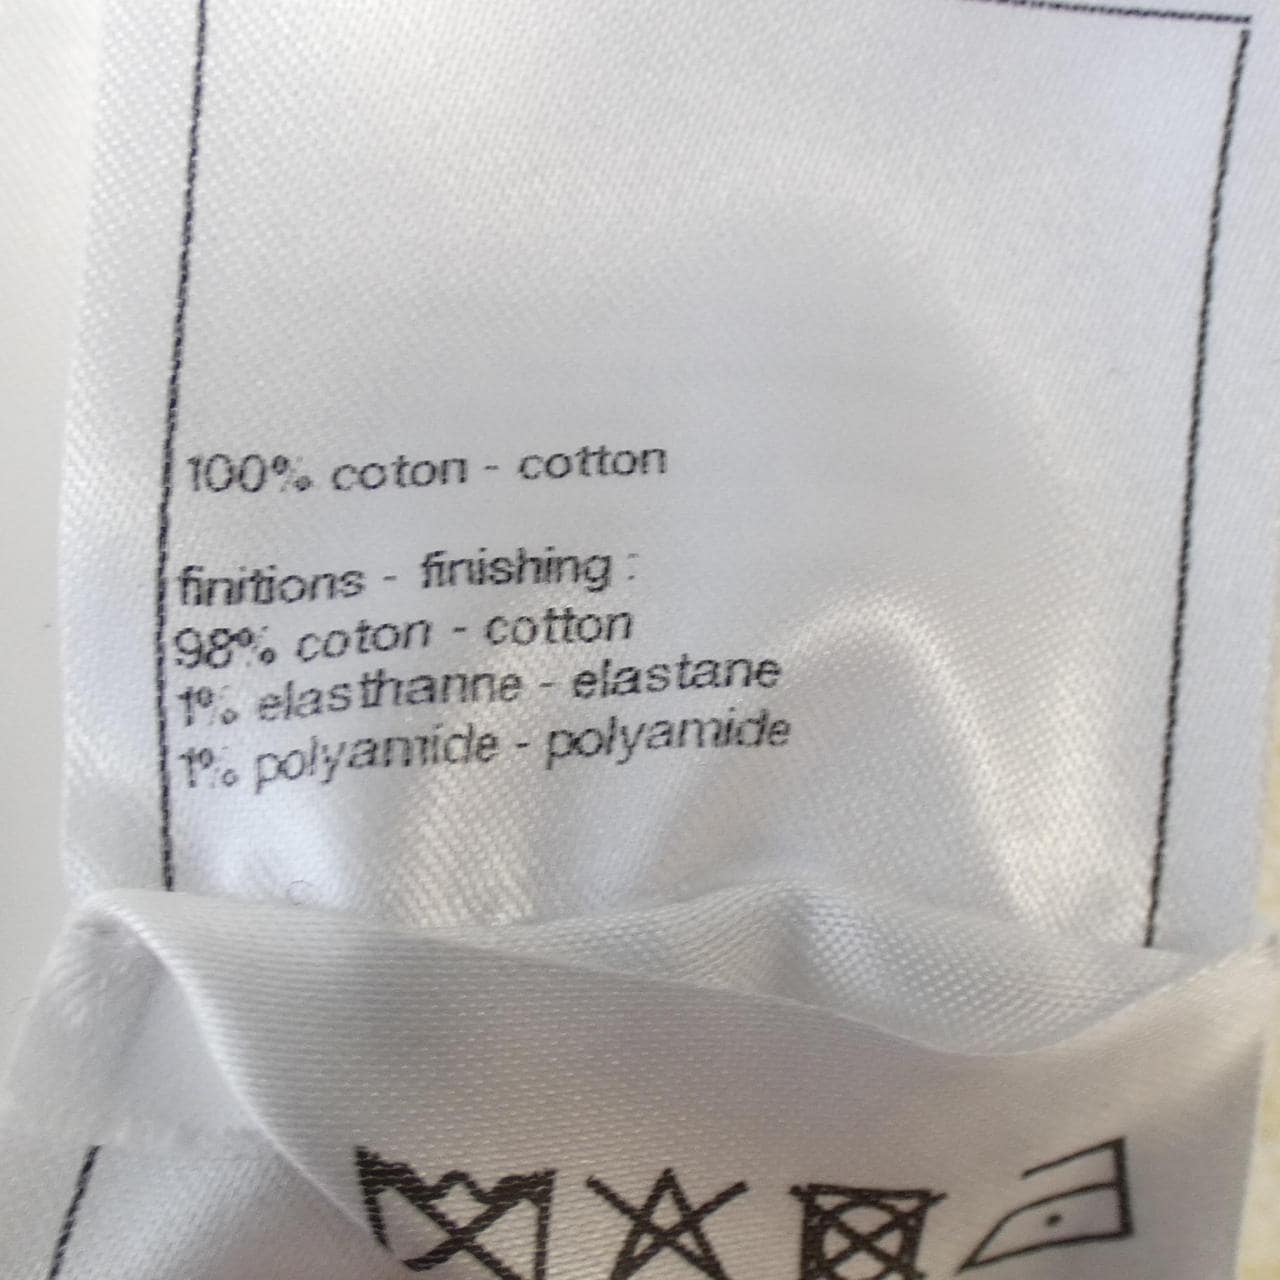 100% coton - cotton
finitions - finishing :
98% coton - cotton
1% elasthanne - elastane
1% polyamide - polyamide